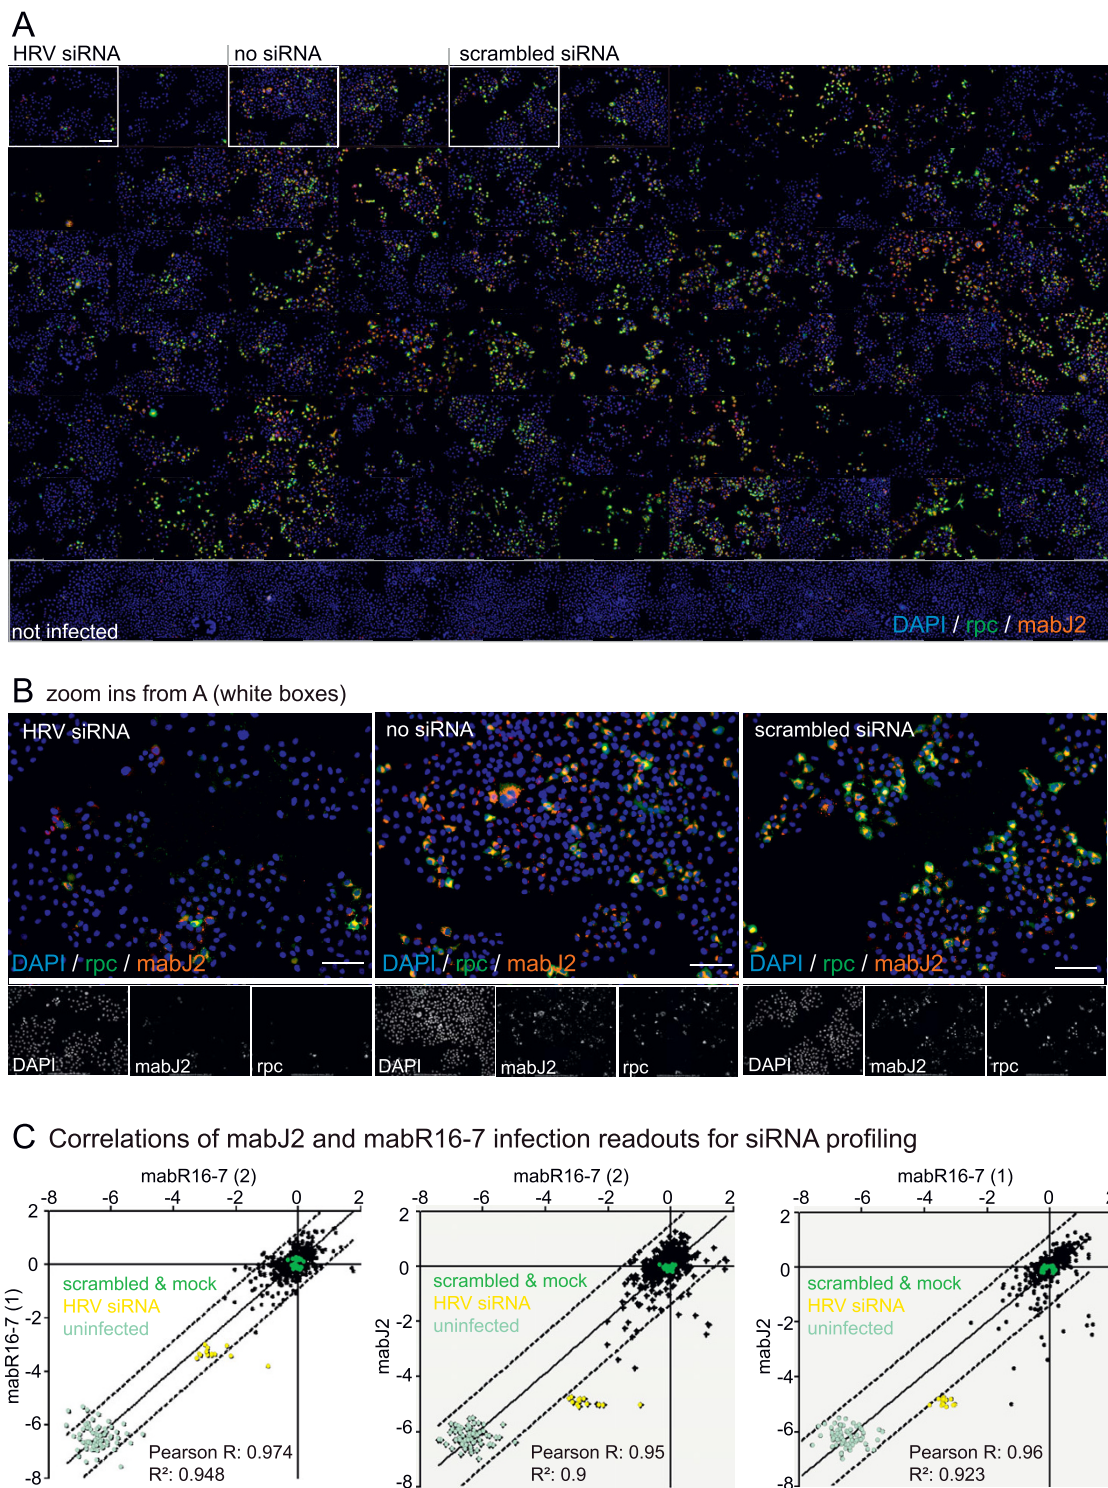 A
HRV siRNA
no siRNA
scrambled siRNA
not infected
DAPI / rpc / mabJ2
B zoom ins from A (white boxes)
HRV siRNA
no siRNA
scrambled siRNA
DAPI / rpc / mabJ2
DAPI / rpc / mabJ2
DAPI / rpc / mabJ2
DAPI
mabJ2
rpc
DAPI
mabJ2
rpc
DAPI
mabJ2
rpc
C Correlations of mabJ2 and mabR16-7 infection readouts for siRNA profiling
mabR16-7 (2)
-8 -6 -4 -2 0 2
2
0
-2
-4
-6
-8
mabR16-7 (1)
scrambled & mock
HRV siRNA
uninfected
Pearson R: 0.974
R²: 0.948
mabR16-7 (2)
-8 -6 -4 -2 0 2
2
0
-2
-4
-6
-8
mabJ2
scrambled & mock
HRV siRNA
uninfected
Pearson R: 0.95
R²: 0.9
mabR16-7 (1)
-8 -6 -4 -2 0 2
2
0
-2
-4
-6
-8
mabJ2
scrambled & mock
HRV siRNA
uninfected
Pearson R: 0.96
R²: 0.923